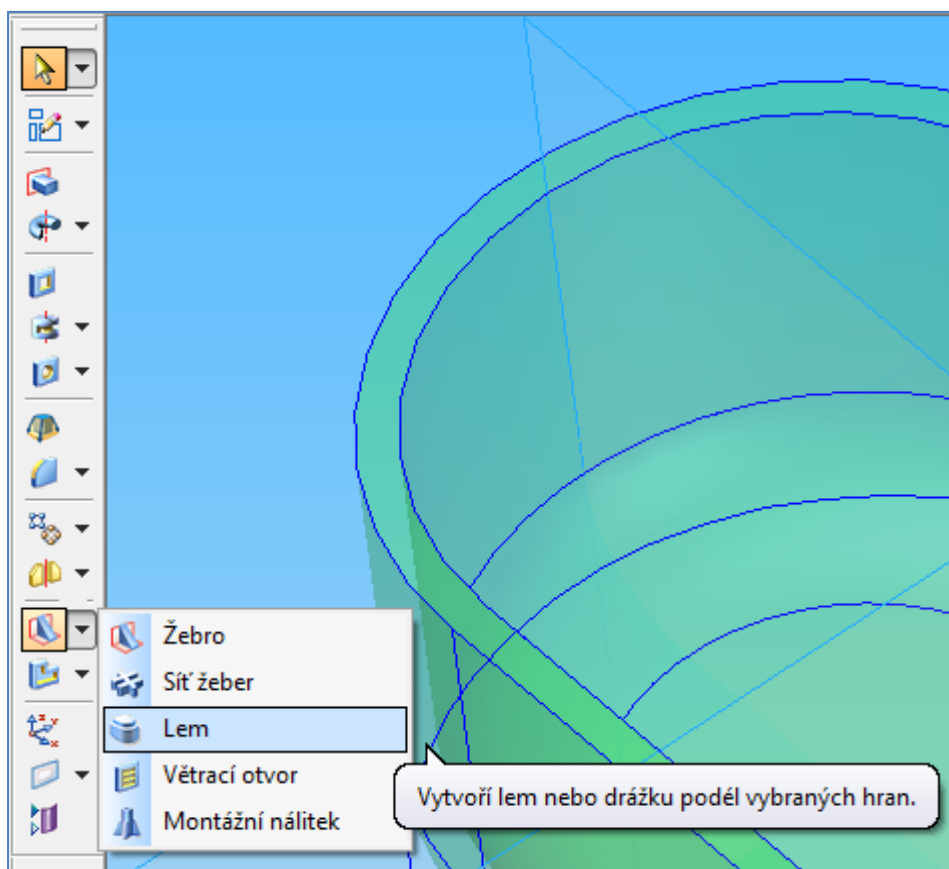 Žebro
Síť žeber
Lem
Větrací otvor
Montážní nálitek
Vytvoří lem nebo drážku podél vybraných hran.